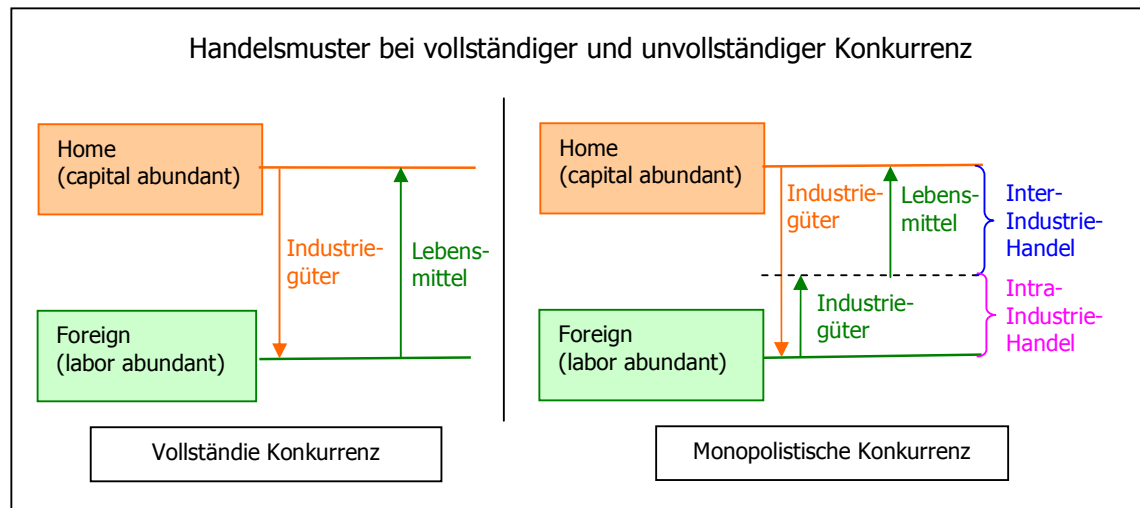 Handelsmuster bei vollständiger und unvollständiger Konkurrenz
Home
(capital abundant)
Industrie-
güter
Lebens-
mittel
Foreign
(labor abundant)
Vollständie Konkurrenz
Home
(capital abundant)
Industrie-
güter
Lebens-
mittel
Inter-
Industrie-
Handel
Industrie-
güter
Intra-
Industrie-
Handel
Foreign
(labor abundant)
Monopolistische Konkurrenz